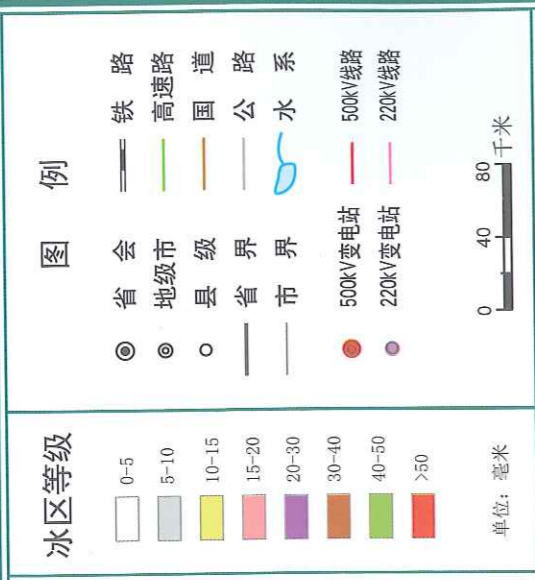 图 例
省 会 铁 路
地级市 高速路
县 级 国 道
省 界 公 路
市 界 水 系
500kV变电站 500kV线路
220kV变电站 220kV线路
0 40 80
千米
冰区等级
0-5
5-10
10-15
15-20
20-30
30-40
40-50
>50
单位：毫米